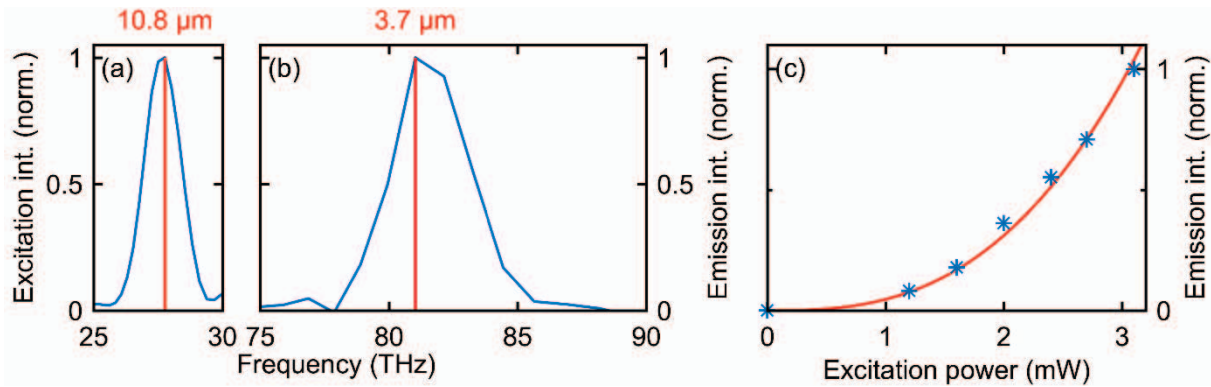 10.8 µm
3.7 µm
Excitation int. (norm.)
1
0.5
0
(a)
25
30
(b)
75
80
85
90
Frequency (THz)
1
0.5
0
Emission int. (norm.)
(c)
0
1
2
3
Excitation power (mW)
1
0
Emission int. (norm.)